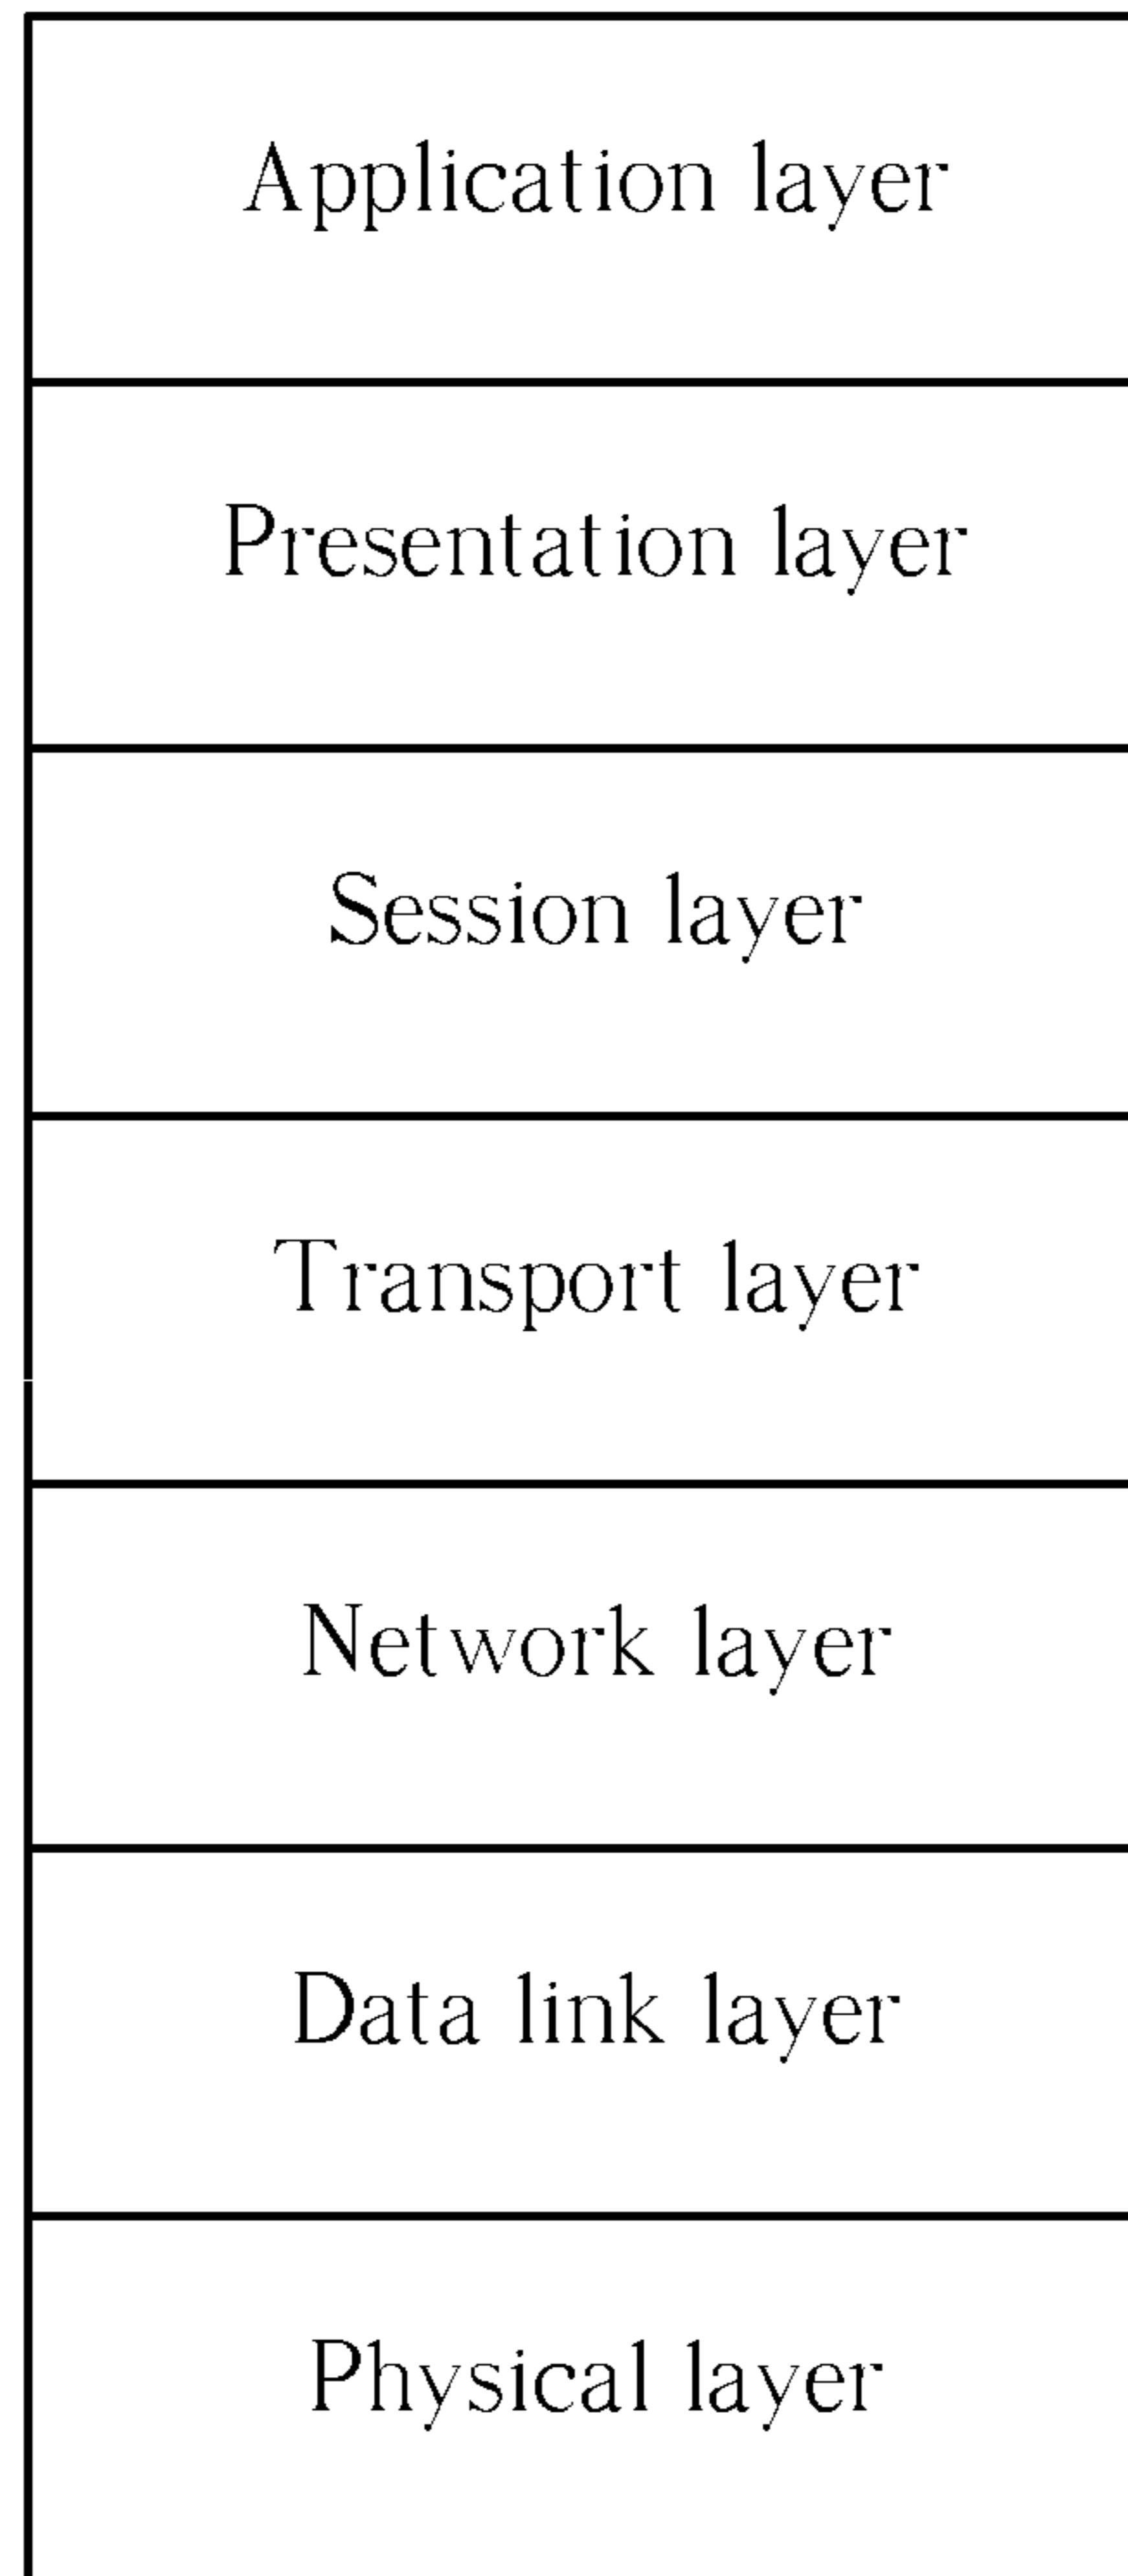 Application layer
Presentation layer
Session layer
Transport layer
Network layer
Data link layer
Physical layer